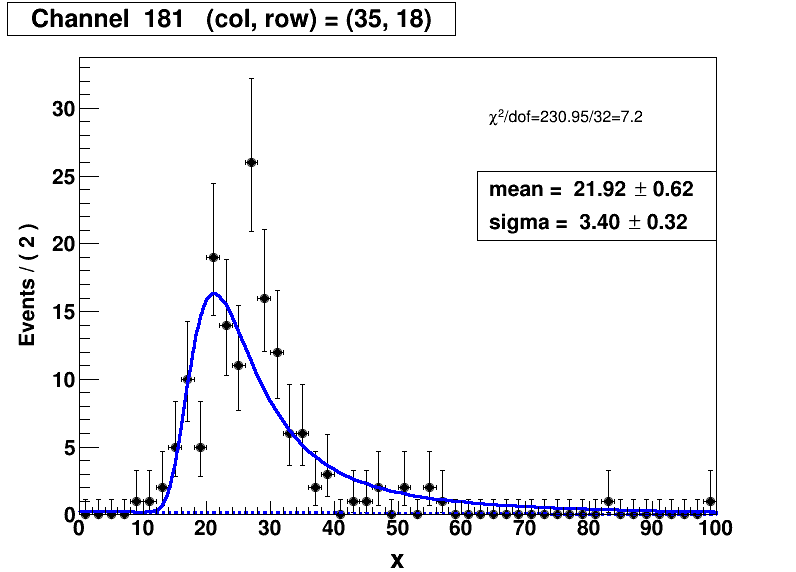 Channel 181 (col, row) = (35, 18)
χ²/dof=230.95/32=7.2
mean = 21.92 ± 0.62
sigma = 3.40 ± 0.32
Events / ( 2 )
30
25
20
15
10
5
0
0 10 20 30 40 50 60 70 80 90 100
x